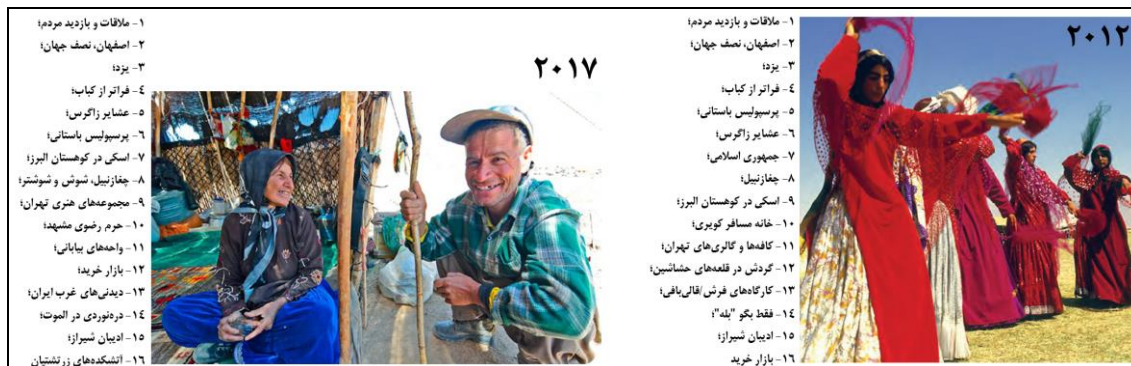 ۲۰۱۲
۱- ملاقات و بازدید مردم؛
۲- اصفهان، نصف جهان؛
۳- یزد؛
۴- فراتر از کباب؛
۵- پرسپولیس باستانی؛
۶- عشایر زاگرس؛
۷- جمهوری اسلامی؛
۸- چغازنبیل؛
۹- اسکی در کوهستان البرز؛
۱۰- خانه مسافر کویری؛
۱۱- کافه‌ها و گالری‌های تهران؛
۱۲- گردش در قلعه‌های حشاشین؛
۱۳- کارگاه‌های فرش/قالی‌بافی؛
۱۴- فقط بگو "بله"؛
۱۵- ادیبان شیراز؛
۱۶- بازار خرید
۲۰۱۷
۱- ملاقات و بازدید مردم؛
۲- اصفهان، نصف جهان؛
۳- یزد؛
۴- فراتر از کباب؛
۵- عشایر زاگرس؛
۶- پرسپولیس باستانی؛
۷- اسکی در کوهستان البرز؛
۸- چغازنبیل، شوش و شوشتر؛
۹- مجموعه‌های هنری تهران؛
۱۰- حرم رضوی مشهد؛
۱۱- واحه‌های بیابانی؛
۱۲- بازار خرید؛
۱۳- دیدنی‌های غرب ایران؛
۱۴- دره‌نوردی در الموت؛
۱۵- ادیبان شیراز؛
۱۶- آتشکده‌های زرتشتیان